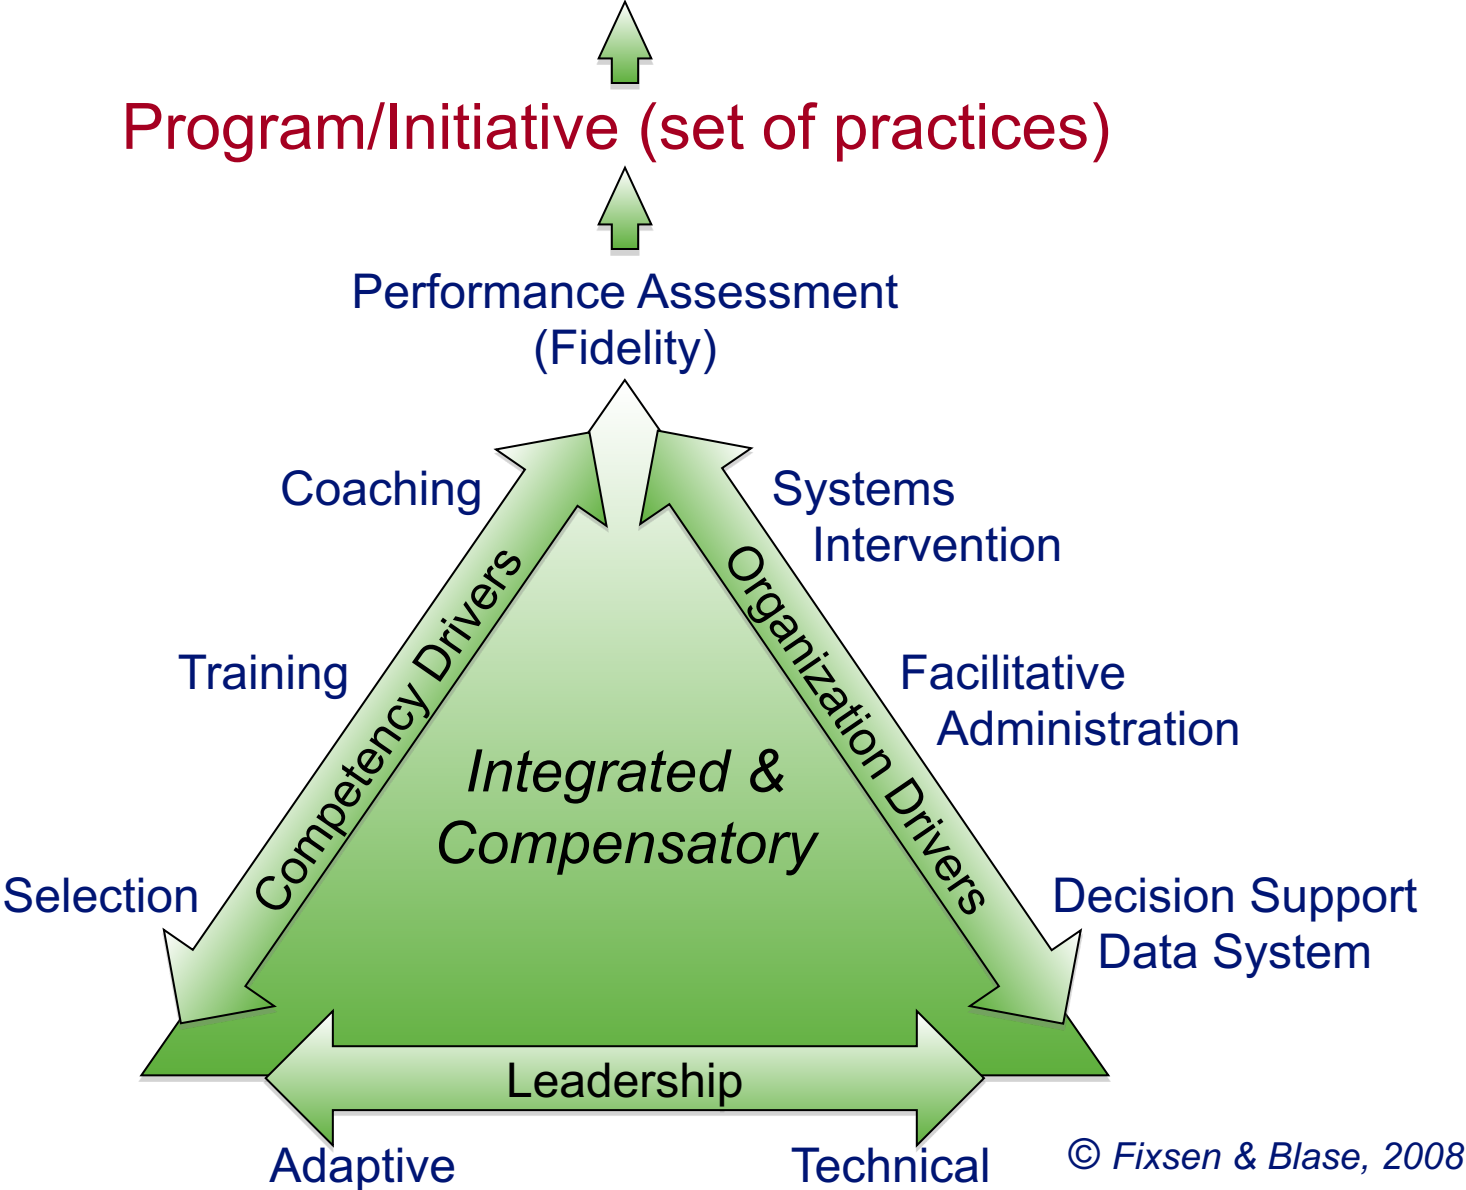 Program/Initiative (set of practices)
Performance Assessment
(Fidelity)
Coaching
Systems
Intervention
Training
Facilitative
Administration
Competency Drivers
Organization Drivers
Integrated &
Compensatory
Selection
Decision Support
Data System
Leadership
Adaptive
Technical
© Fixsen & Blase, 2008